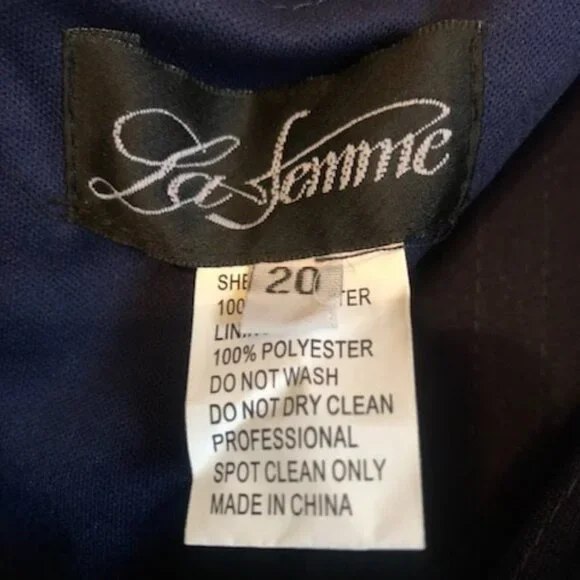 La Femme
20
100
100% POLYESTER
DO NOT WASH
DO NOT DRY CLEAN
PROFESSIONAL
SPOT CLEAN ONLY
MADE IN CHINA